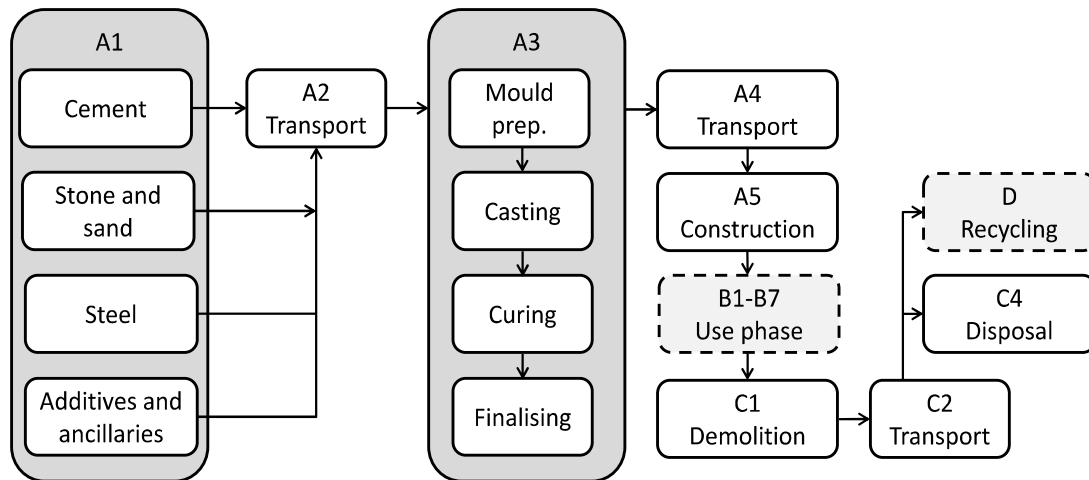 A1
Cement
Stone and
sand
Steel
Additives and
ancillaries
A2
Transport
A3
Mould
prep.
Casting
Curing
Finalising
A4
Transport
A5
Construction
B1-B7
Use phase
C1
Demolition
C2
Transport
D
Recycling
C4
Disposal